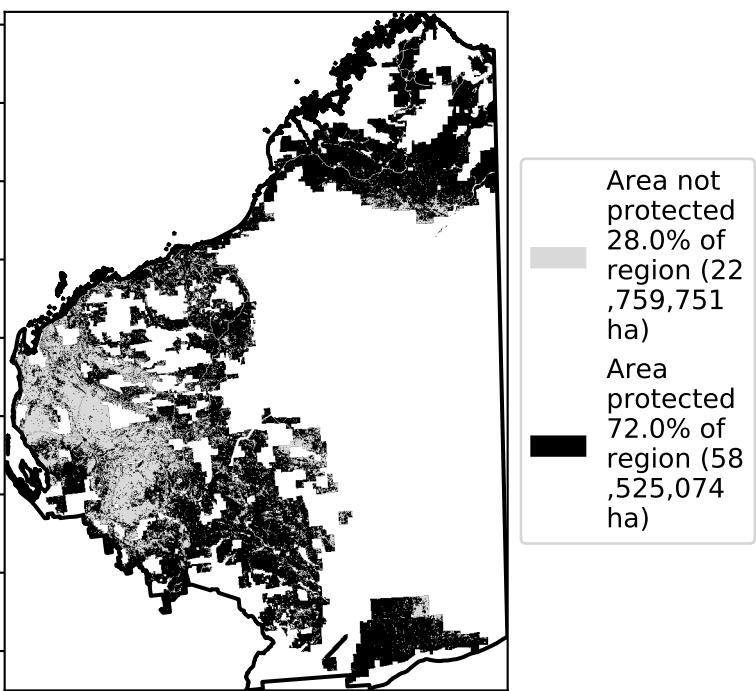 Area not
protected
28.0% of
region (22
,759,751
ha)
Area
protected
72.0% of
region (58
,525,074
ha)